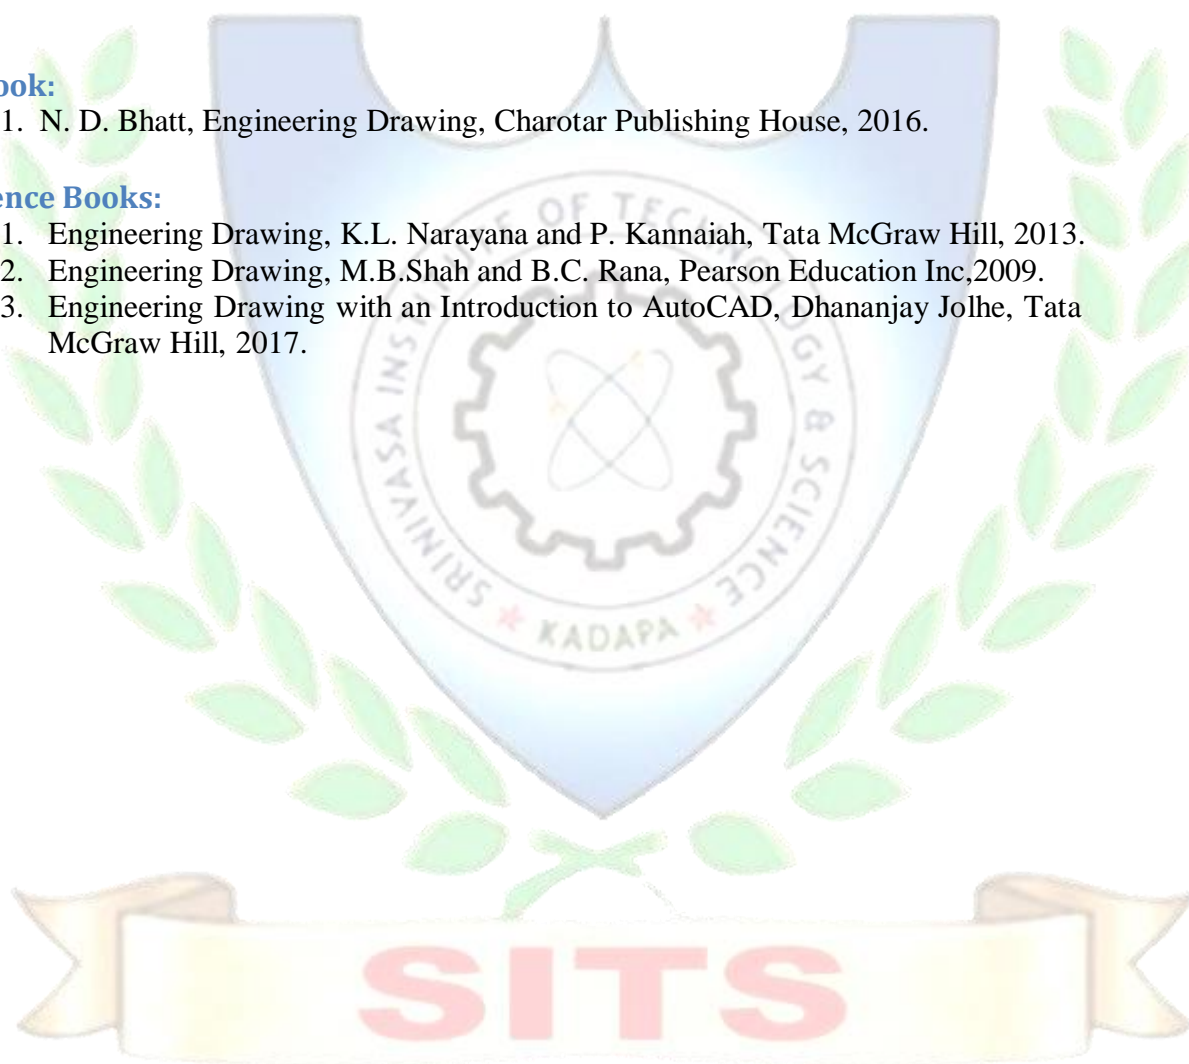 ook:
1. N. D. Bhatt, Engineering Drawing, Charotar Publishing House, 2016.
ence Books:
1. Engineering Drawing, K.L. Narayana and P. Kannaiah, Tata McGraw Hill, 2013.
2. Engineering Drawing, M.B.Shah and B.C. Rana, Pearson Education Inc,2009.
3. Engineering Drawing with an Introduction to AutoCAD, Dhananjay Jolhe, Tata
McGraw Hill, 2017.
SRINIVASA INSTITUTE OF TECHNOLOGY & SCIENCE
KADAPA
SITS